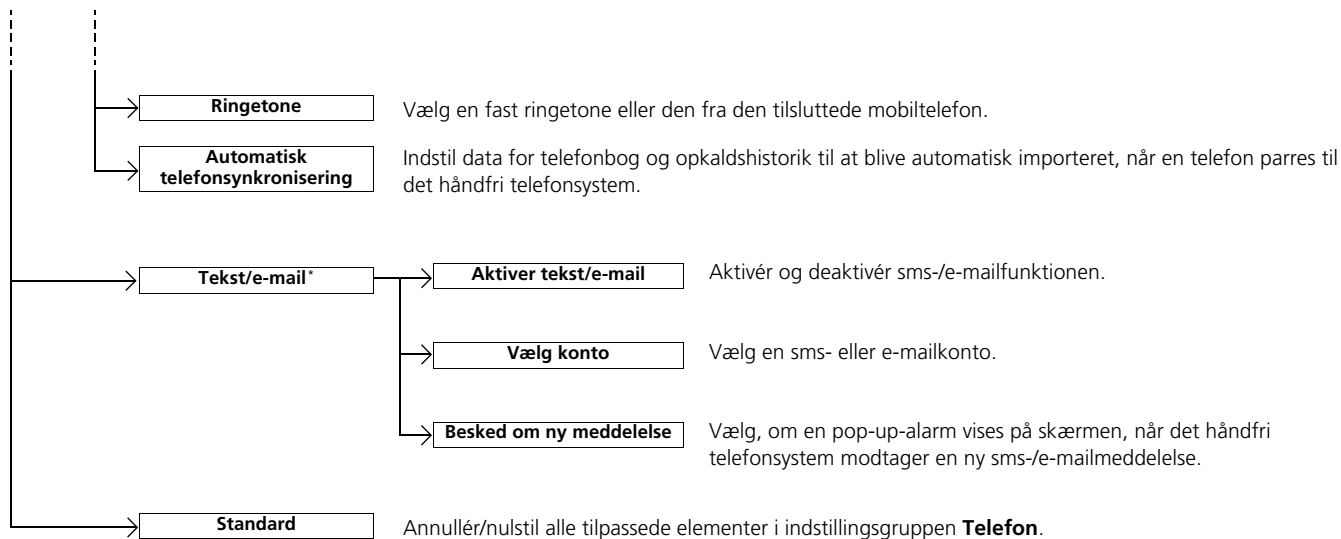 Ringetone
Vælg en fast ringetone eller den fra den tilsluttede mobiltelefon.
Automatisk
telefonsynkronisering
Indstil data for telefonbog og opkaldshistorik til at blive automatisk importeret, når en telefon parres til
det håndfri telefonsystem.
Tekst/e-mail*
Aktiver tekst/e-mail
Aktivér og deaktivér sms-/e-mailfunktionen.
Vælg konto
Vælg en sms- eller e-mailkonto.
Besked om ny meddelelse
Vælg, om en pop-up-alarm vises på skærmen, når det håndfri
telefonsystem modtager en ny sms-/e-mailmeddelelse.
Standard
Annullér/nulstil alle tilpassede elementer i indstillingsgruppen Telefon.